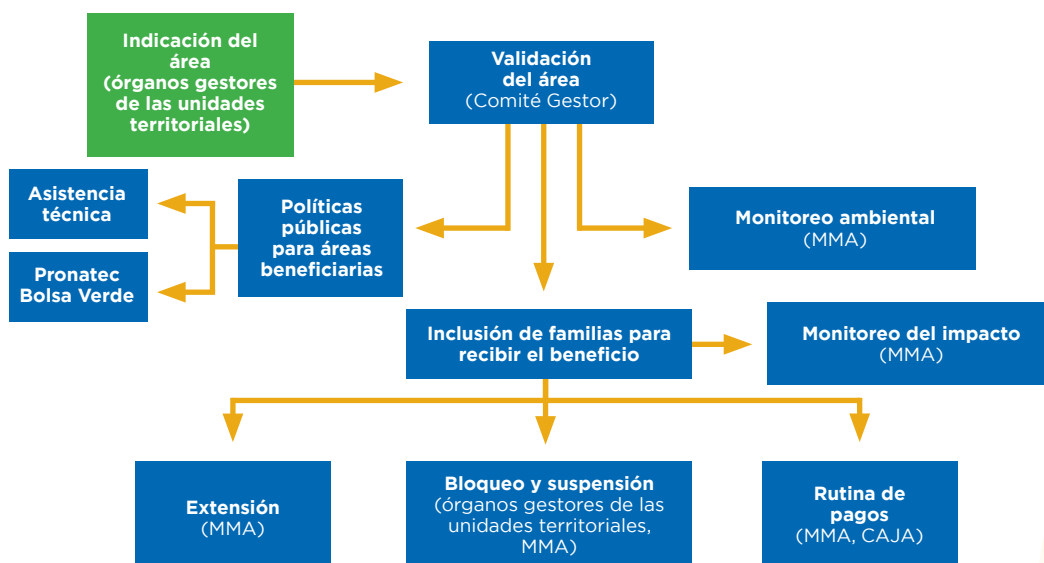 Indicación del
área
(órganos gestores
de las unidades
territoriales)
Validación
del área
(Comité Gestor)
Asistencia
técnica
Pronatec
Bolsa Verde
Políticas
públicas
para áreas
beneficiarias
Monitoreo ambiental
(MMA)
Inclusión de familias para
recibir el beneficio
Monitoreo del impacto
(MMA)
Extensión
(MMA)
Bloqueo y suspensión
(órganos gestores de las
unidades territoriales,
MMA)
Rutina de
pagos
(MMA, CAJA)